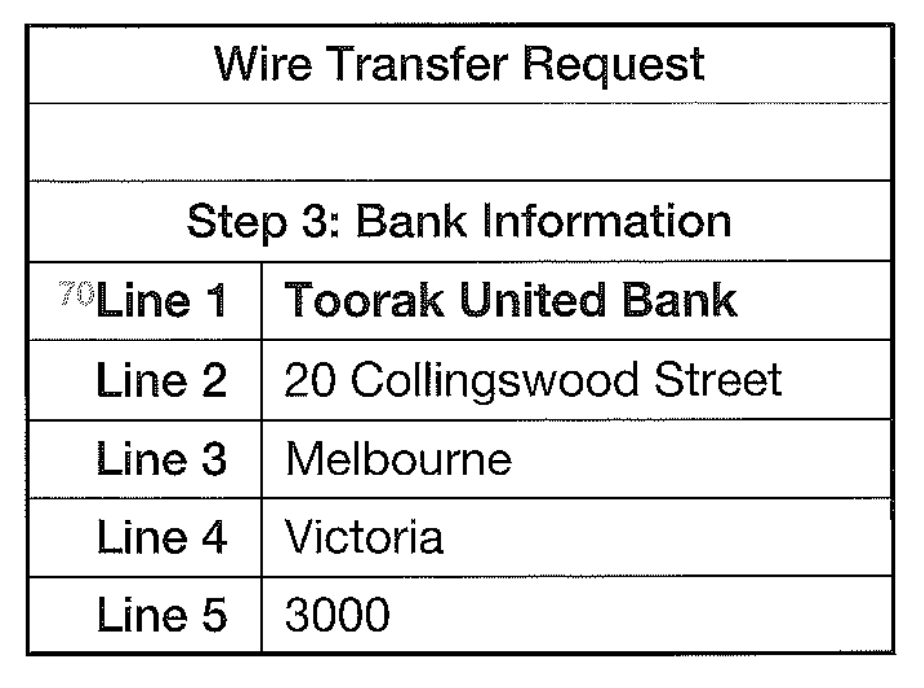 Wire Transfer Request
Step 3: Bank Information
70 Line 1 Toorak United Bank
Line 2 20 Collingswood Street
Line 3 Melbourne
Line 4 Victoria
Line 5 3000